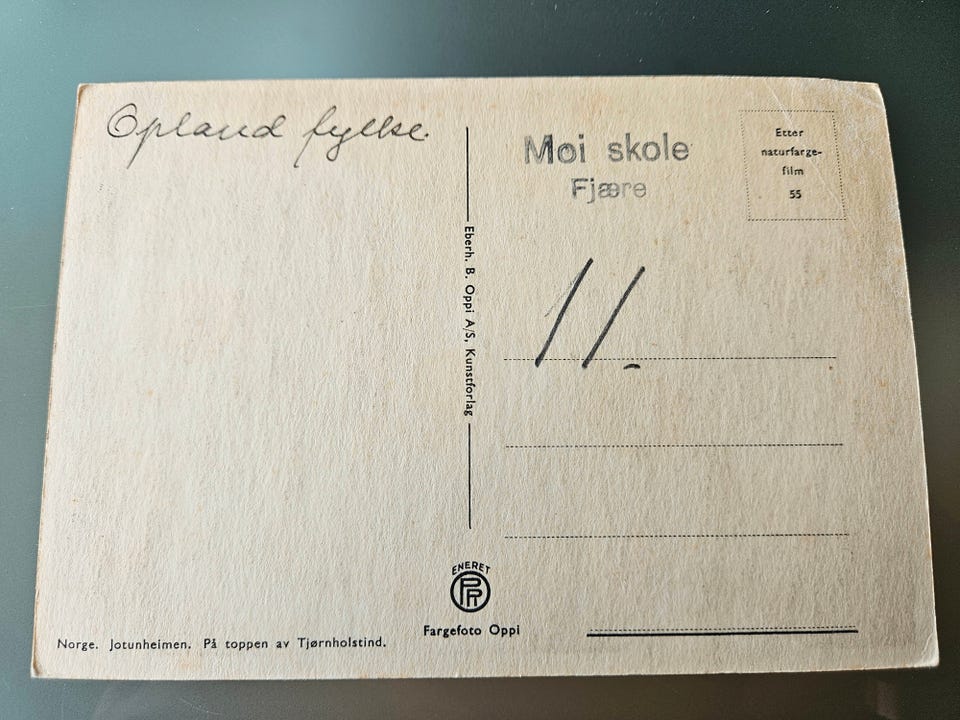 Opland fylke.
Moi skole
Fjære
Etter
naturfarge-
film
55
11.
Eberh. B. Oppi A/S, Kunstforlag
ENERET
Fargefoto Oppi
Norge. Jotunheimen. På toppen av Tjørnholstind.